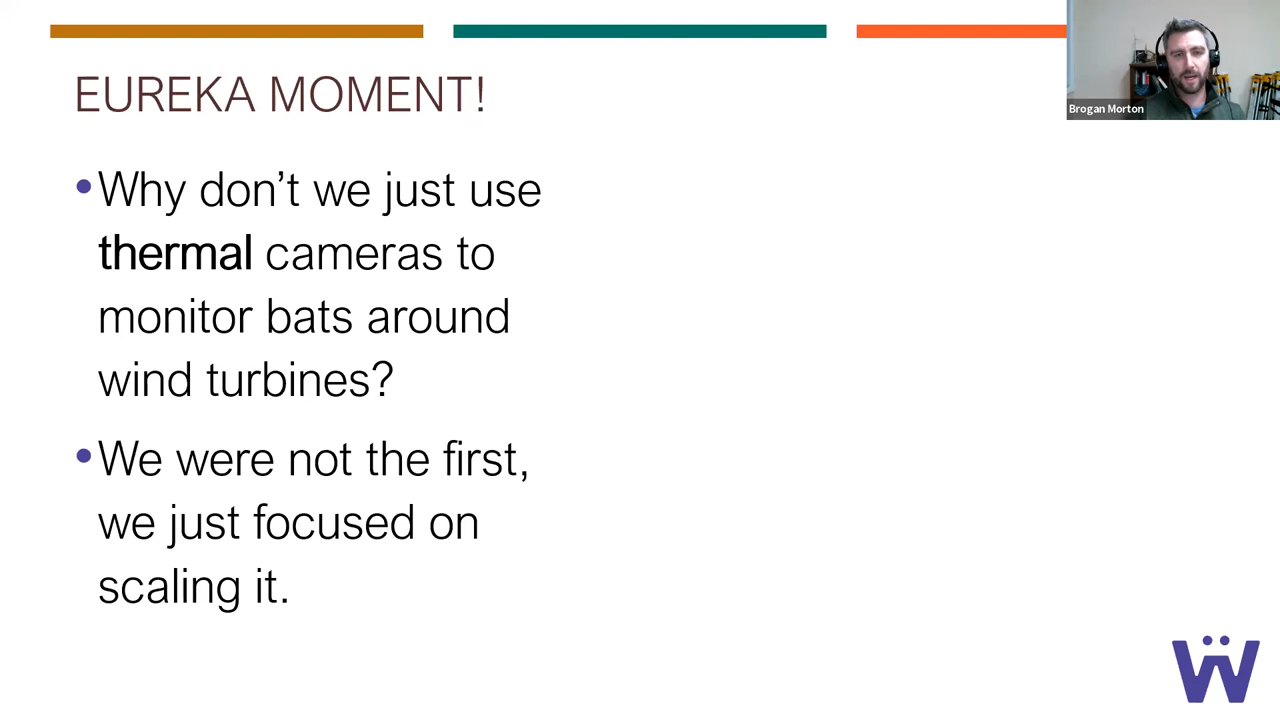 EUREKA MOMENT!
Brogan Morton
•Why don’t we just use
thermal cameras to
monitor bats around
wind turbines?
•We were not the first,
we just focused on
scaling it.